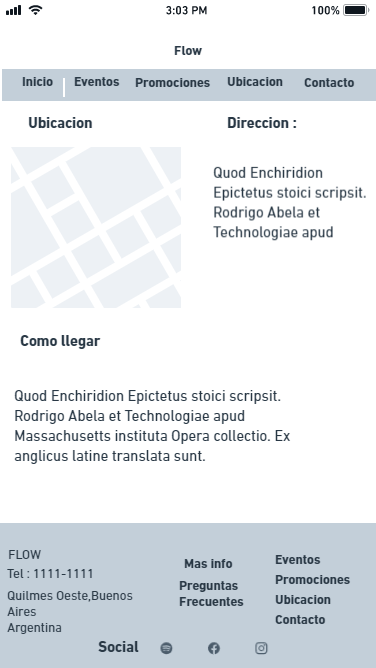 3:03 PM
100%
Flow
Inicio Eventos Promociones Ubicacion Contacto
Ubicacion
Direccion :
Quod Enchiridion
Epictetus stoici scripsit.
Rodrigo Abela et
Technologiae apud
Como llegar
Quod Enchiridion Epictetus stoici scripsit.
Rodrigo Abela et Technologiae apud
Massachusetts instituta Opera collectio. Ex
anglicus latine translata sunt.
FLOW
Tel : 1111-1111
Quilmes Oeste,Buenos
Aires
Argentina
Mas info
Preguntas
Frecuentes
Eventos
Promociones
Ubicacion
Contacto
Social